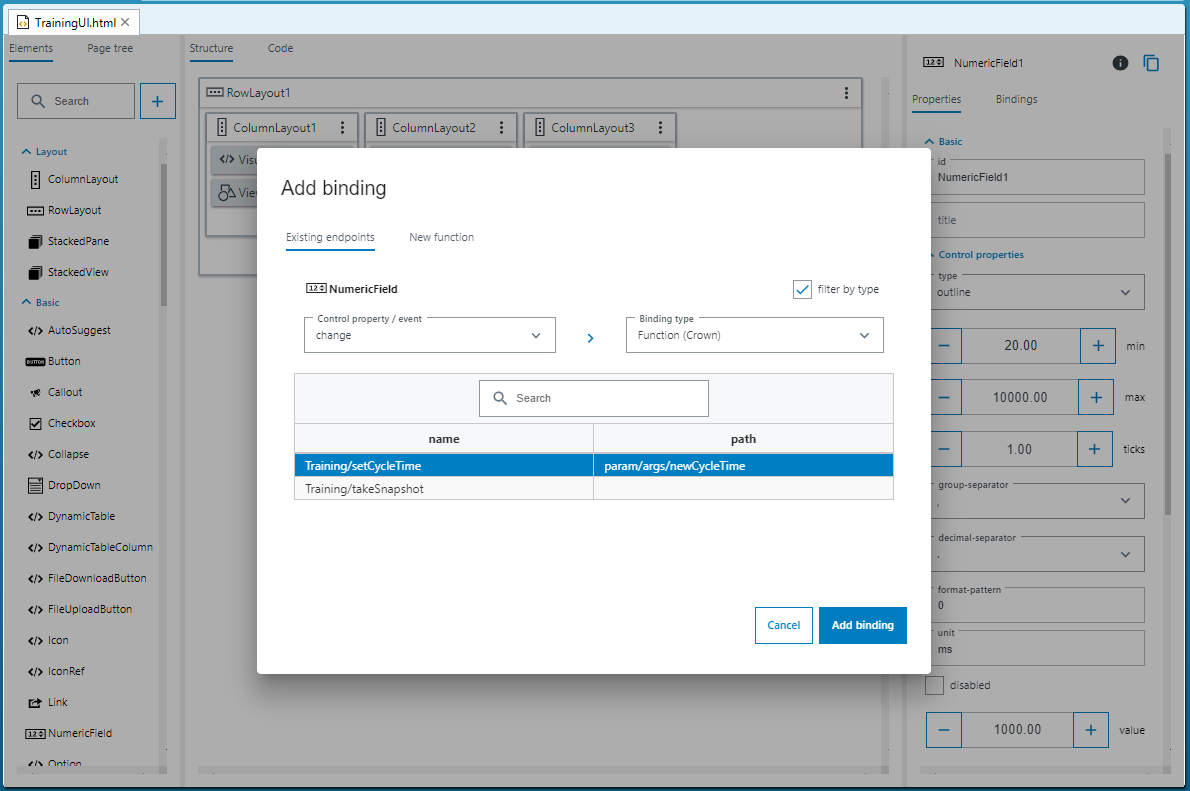 TrainingUI.html
Elements Page tree
Search
Layout
ColumnLayout
RowLayout
StackedPane
StackedView
Basic
AutoSuggest
Button
Callout
Checkbox
Collapse
DropDown
DynamicTable
DynamicTableColumn
FileDownloadButton
FileUploadButton
Icon
IconRef
Link
NumericField
Option
Structure Code
RowLayout1
ColumnLayout1 ColumnLayout2 ColumnLayout3
Add binding
Existing endpoints New function
NumericField
filter by type
Control property / event
change
Binding type
Function (Crown)
Search
name path
Training/setCycleTime param/args/newCycleTime
Training/takeSnapshot
Cancel Add binding
NumericField1
Properties Bindings
Basic
id
NumericField1
title
Control properties
type
outline
20.00 min
10000.00 max
1.00 ticks
group-separator
,
decimal-separator
.
format-pattern
0
unit
ms
disabled
1000.00 value